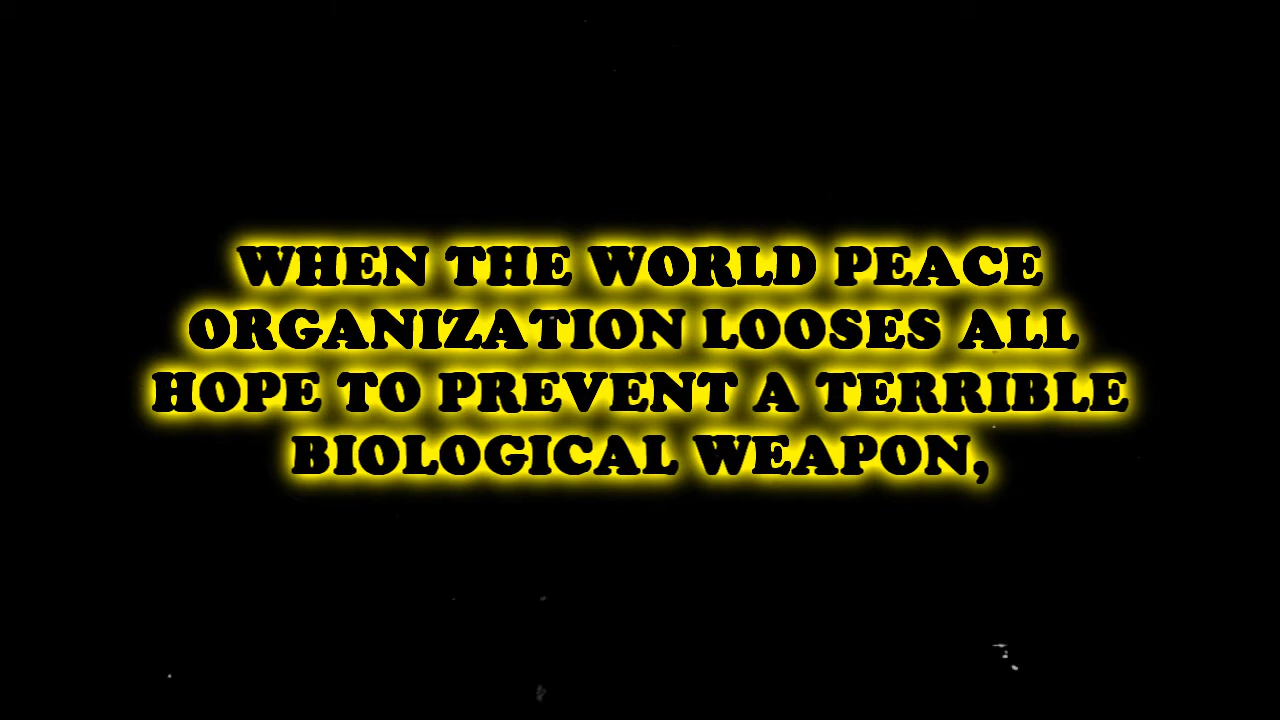 WHEN THE WORLD PEACE
ORGANIZATION LOOSES ALL
HOPE TO PREVENT A TERRIBLE
BIOLOGICAL WEAPON,